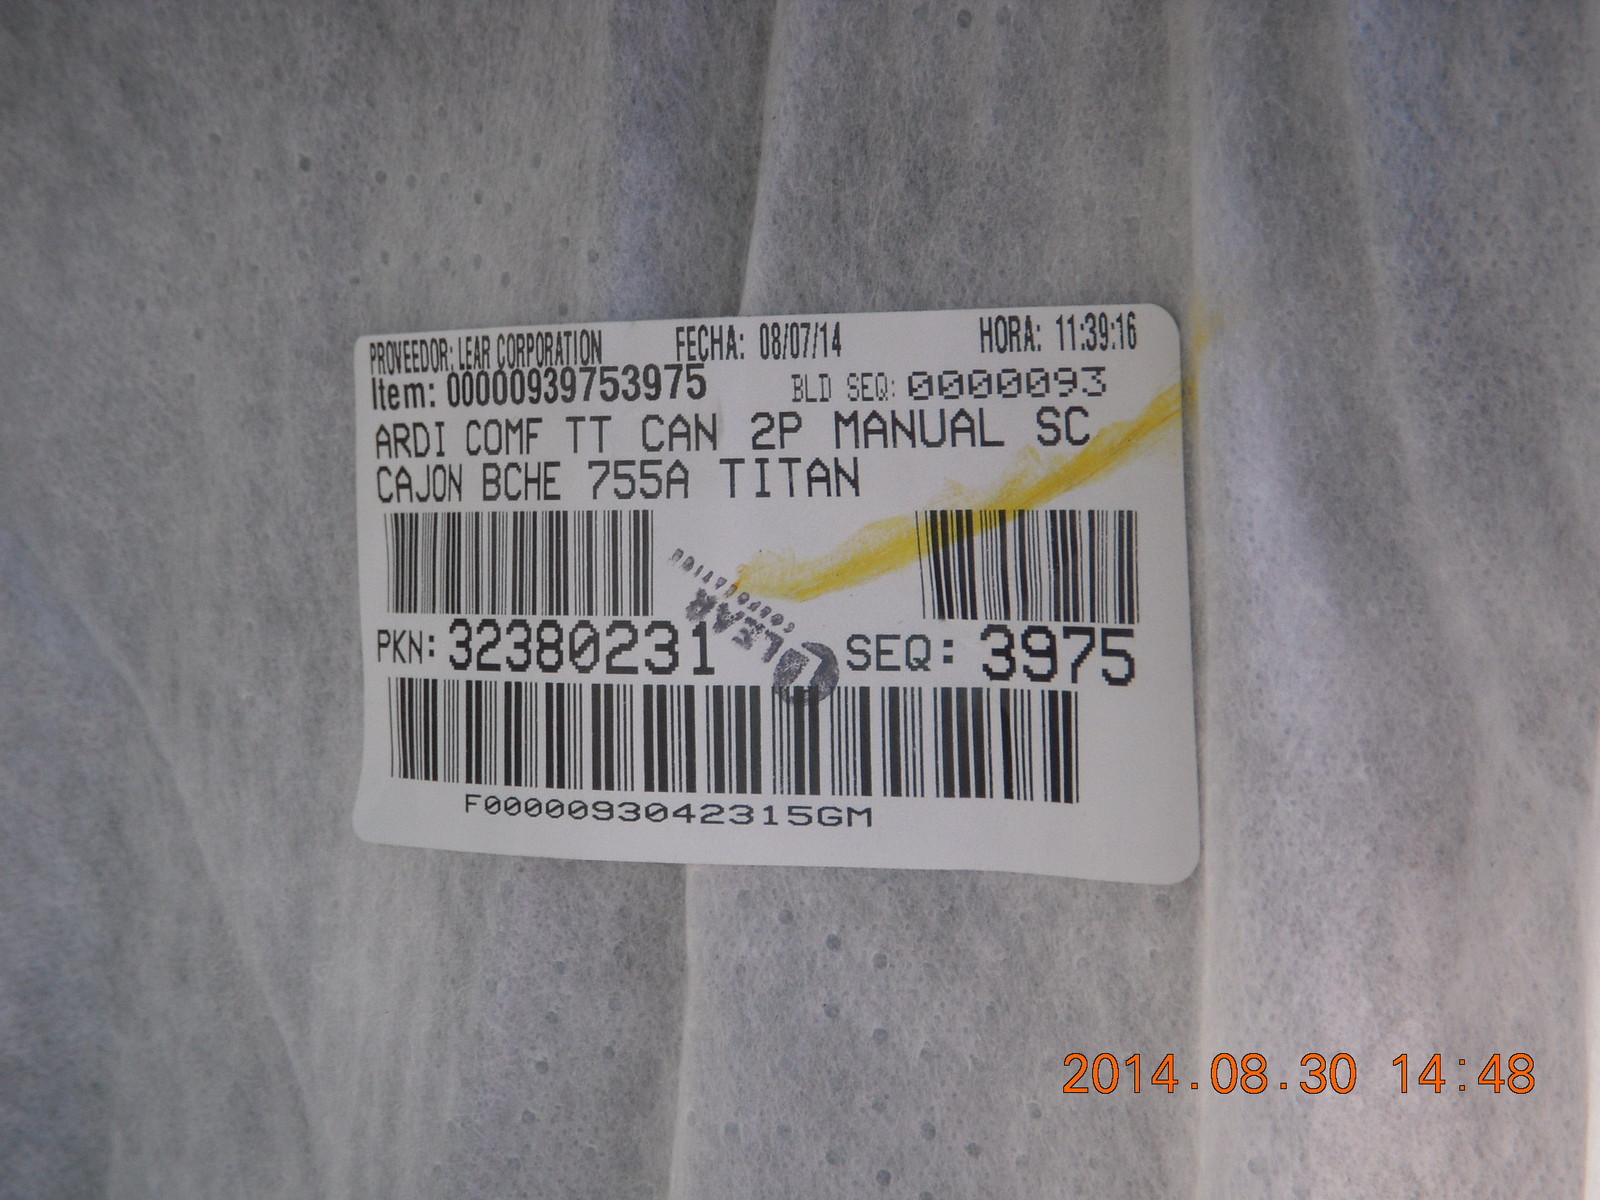 PROVEEDOR: LEAR CORPORATION FECHA: 08/07/14 HORA: 11:39:16
Item: 00000939753975 BLD SEQ: 0000093
ARDI COMF TT CAN 2P MANUAL SC
CAJON BCHE 755A TITAN
LEAR
CORPORATION
PKN: 32380231 SEQ: 3975
F0000093042315GM
2014.08.30 14:48